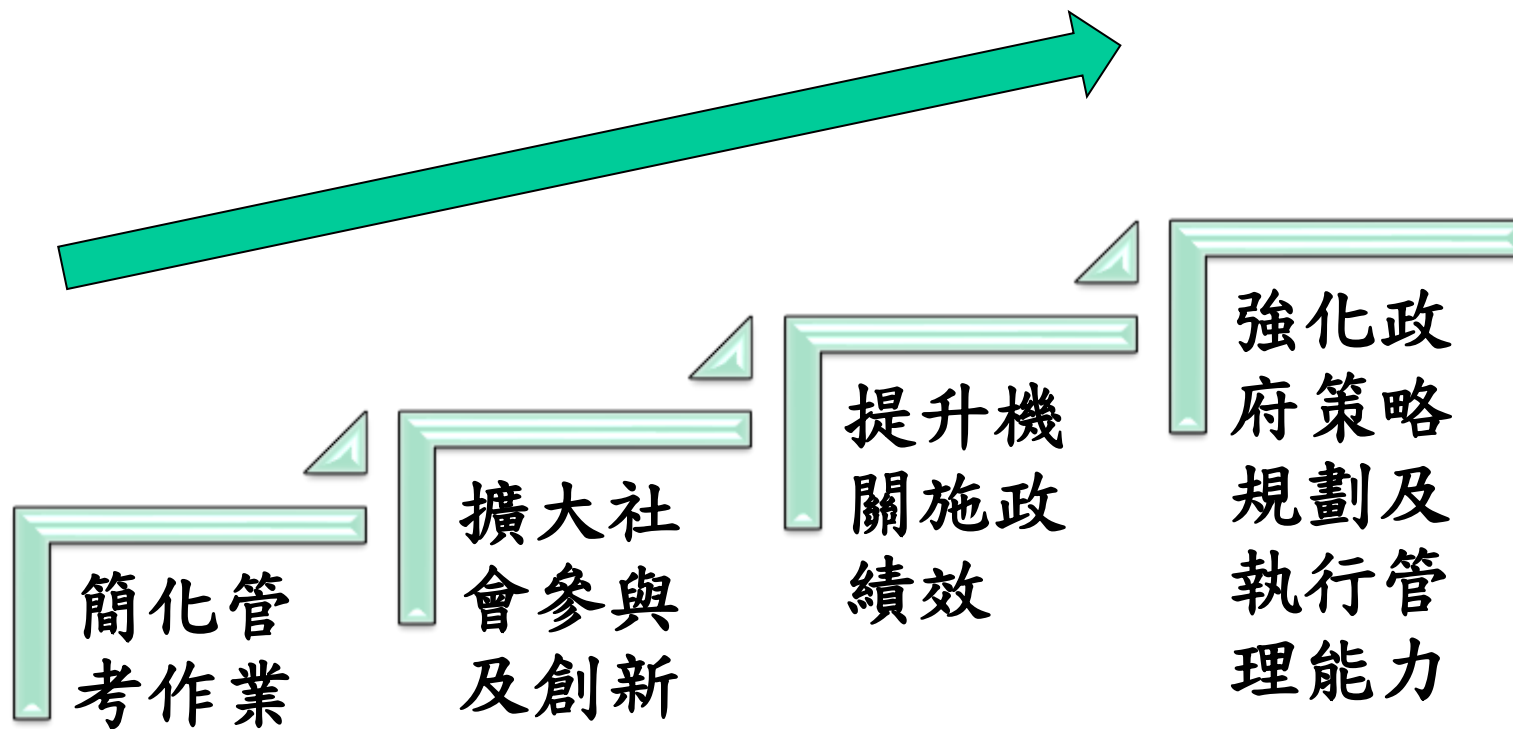 簡化管
考作業
擴大社
會參與
及創新
提升機
關施政
績效
強化政
府策略
規劃及
執行管
理能力